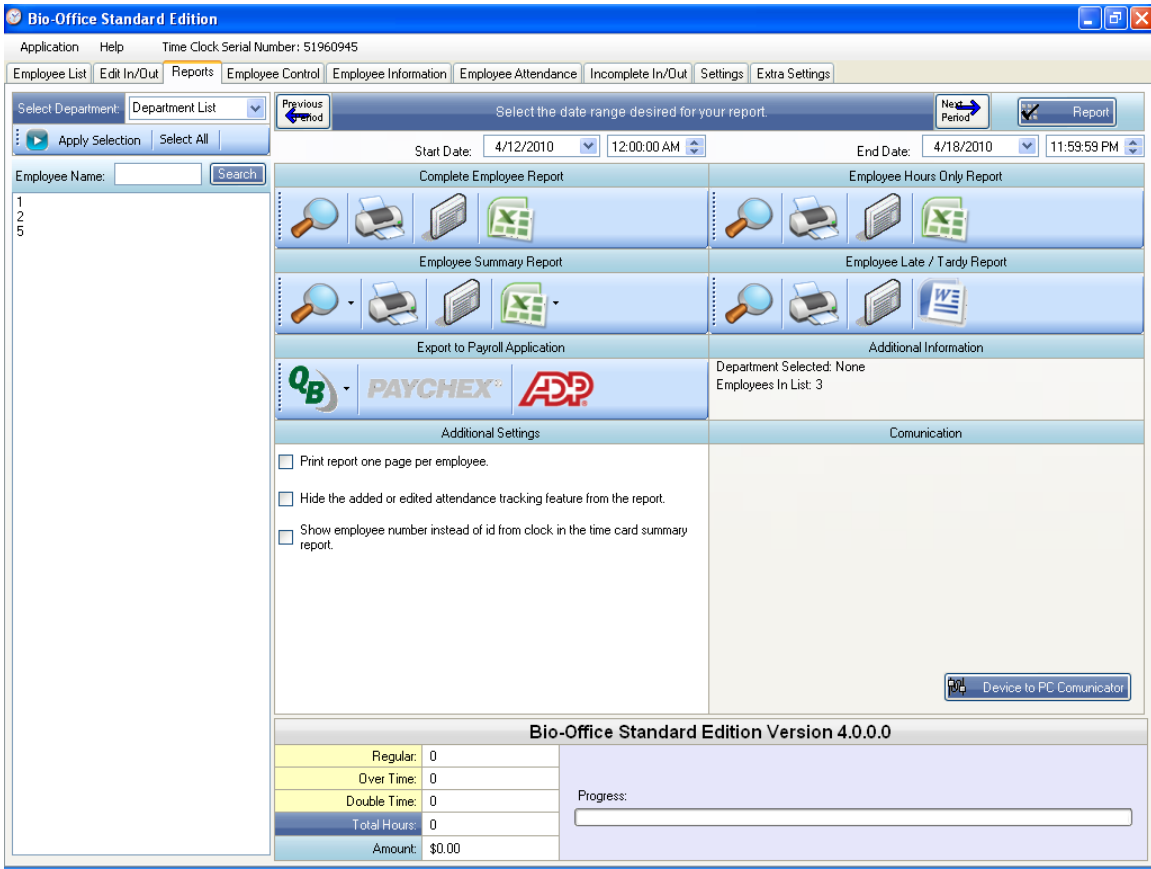 Bio-Office Standard Edition
Application Help Time Clock Serial Number: 51960945
Employee List Edit In/Out Reports Employee Control Employee Information Employee Attendance Incomplete In/Out Settings Extra Settings
Select Department: Department List
Apply Selection Select All
Employee Name: Search
1
2
5
Previous Period
Select the date range desired for your report.
Next Period
Report
Start Date: 4/12/2010 12:00:00 AM
End Date: 4/18/2010 11:59:59 PM
Complete Employee Report
Employee Hours Only Report
Employee Summary Report
Employee Late / Tardy Report
Export to Payroll Application
QB PAYCHEX ADP
Additional Information
Department Selected: None
Employees In List: 3
Additional Settings
Print report one page per employee.
Hide the added or edited attendance tracking feature from the report.
Show employee number instead of id from clock in the time card summary
report.
Comunication
Device to PC Comunicator
Bio-Office Standard Edition Version 4.0.0.0
Regular: 0
Over Time: 0
Double Time: 0
Total Hours: 0
Amount: $0.00
Progress: